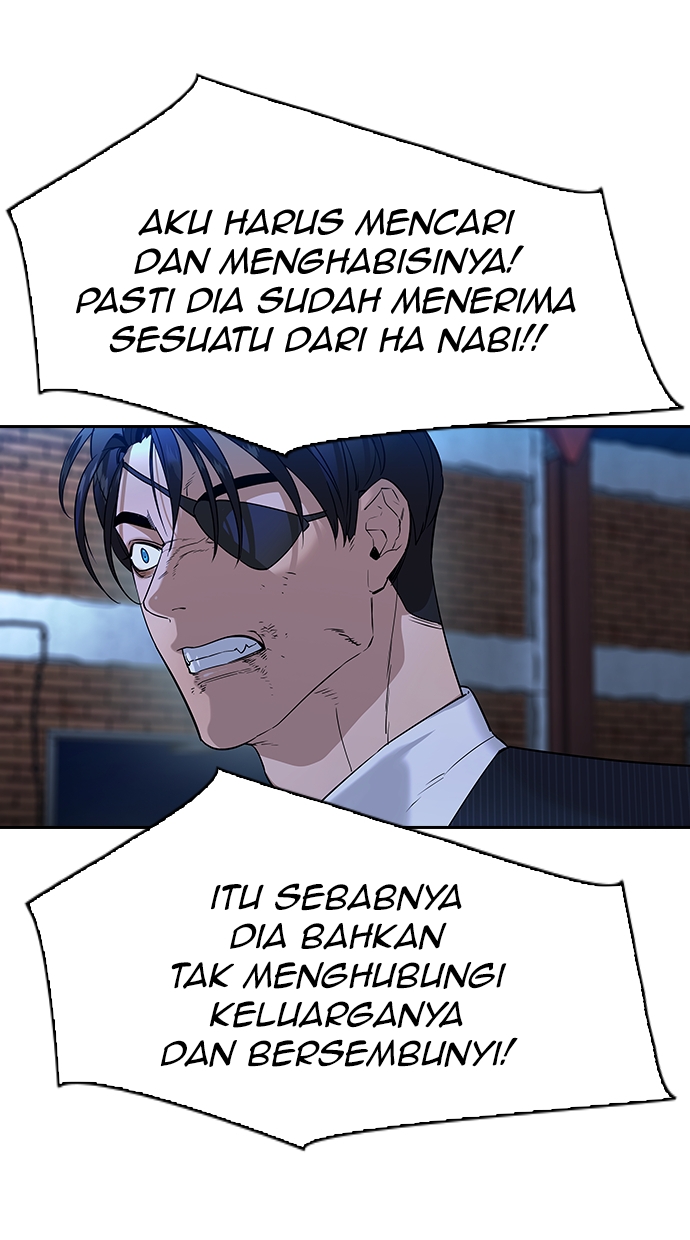 AKU HARUS MENCARI
DAN MENGHABISINYA!
PASTI DIA SUDAH MENERIMA
SESUATU DARI HA NABI!!
ITU SEBABNYA
DIA BAHKAN
TAK MENGHUBUNGI
KELUARGANYA
DAN BERSEMBUNYI!